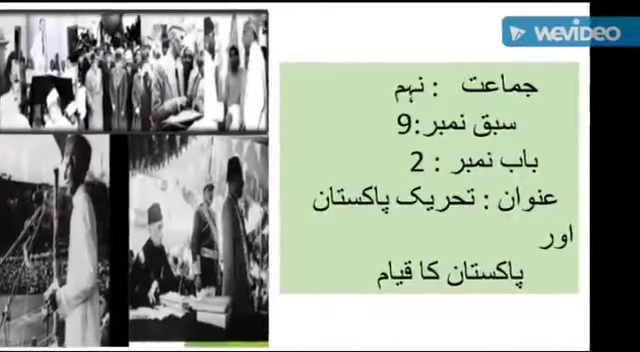 WEVIDEO
جماعت : نہم
سبق نمبر:9
باب نمبر : 2
عنوان : تحریک پاکستان
اور
پاکستان کا قیام